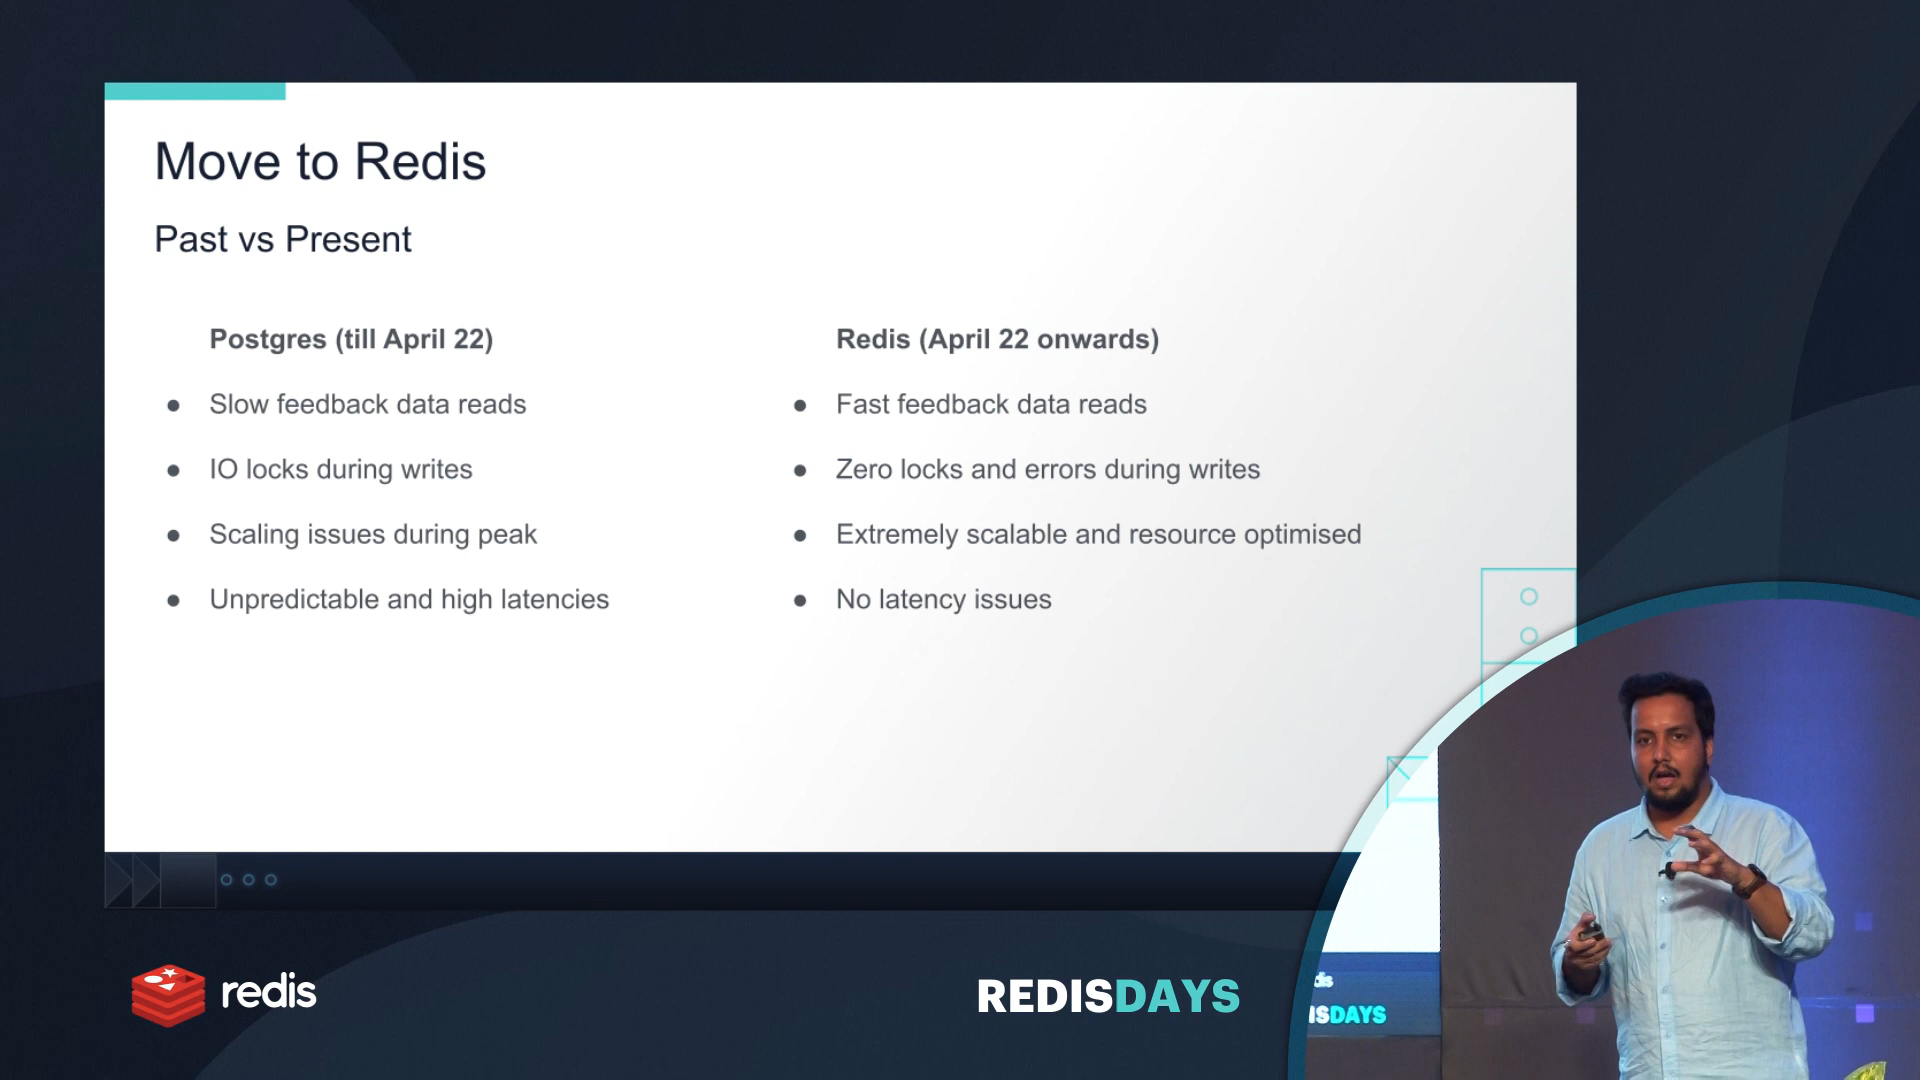 Move to Redis
Past vs Present
Postgres (till April 22)
● Slow feedback data reads
● IO locks during writes
● Scaling issues during peak
● Unpredictable and high latencies
Redis (April 22 onwards)
● Fast feedback data reads
● Zero locks and errors during writes
● Extremely scalable and resource optimised
● No latency issues
redis
REDISDAYS
dis
ISDAYS